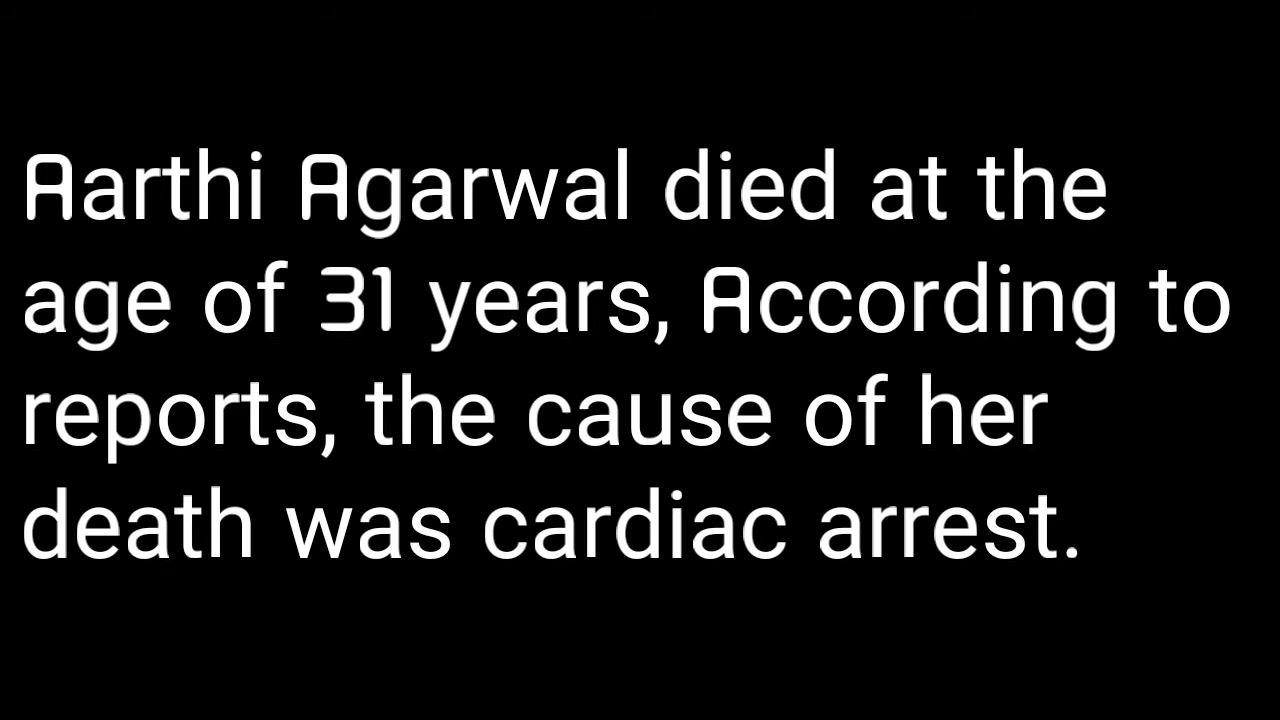 Aarthi Agarwal died at the
age of 31 years, According to
reports, the cause of her
death was cardiac arrest.